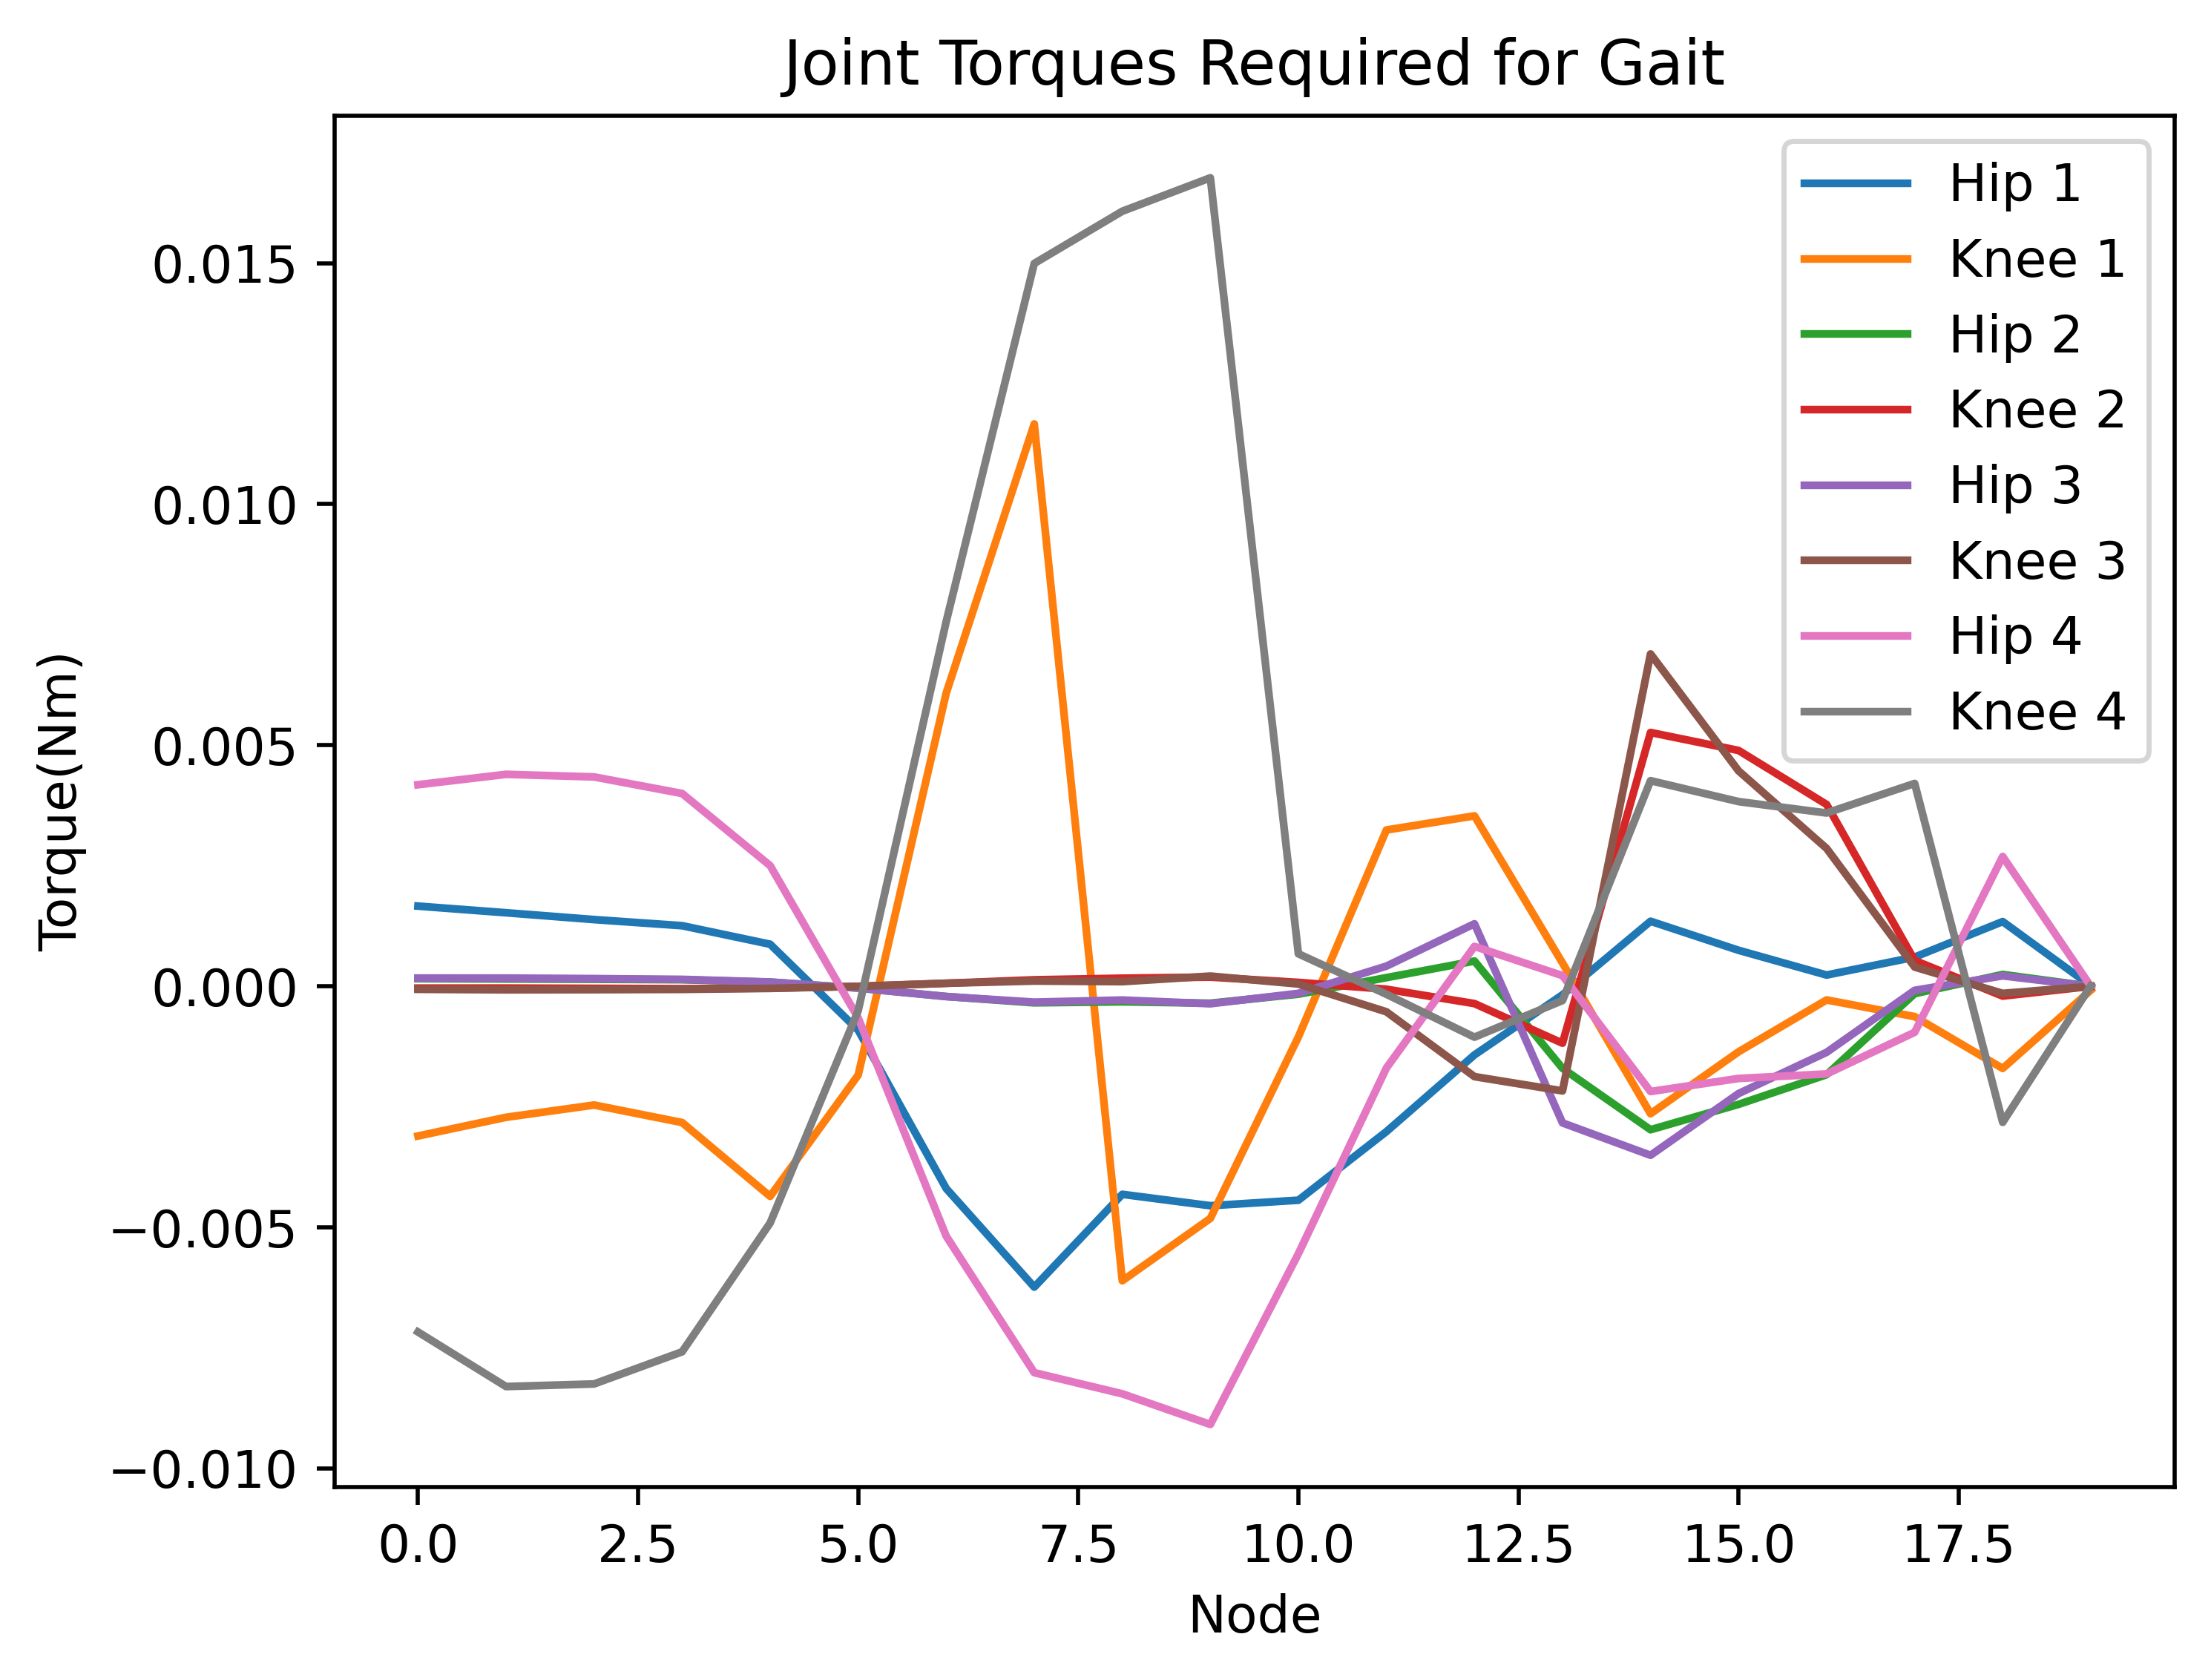 Joint Torques Required for Gait
Hip 1
Knee 1
Hip 2
Knee 2
Hip 3
Knee 3
Hip 4
Knee 4
0.015
0.010
0.005
0.000
−0.005
−0.010
Torque(Nm)
0.0 2.5 5.0 7.5 10.0 12.5 15.0 17.5
Node